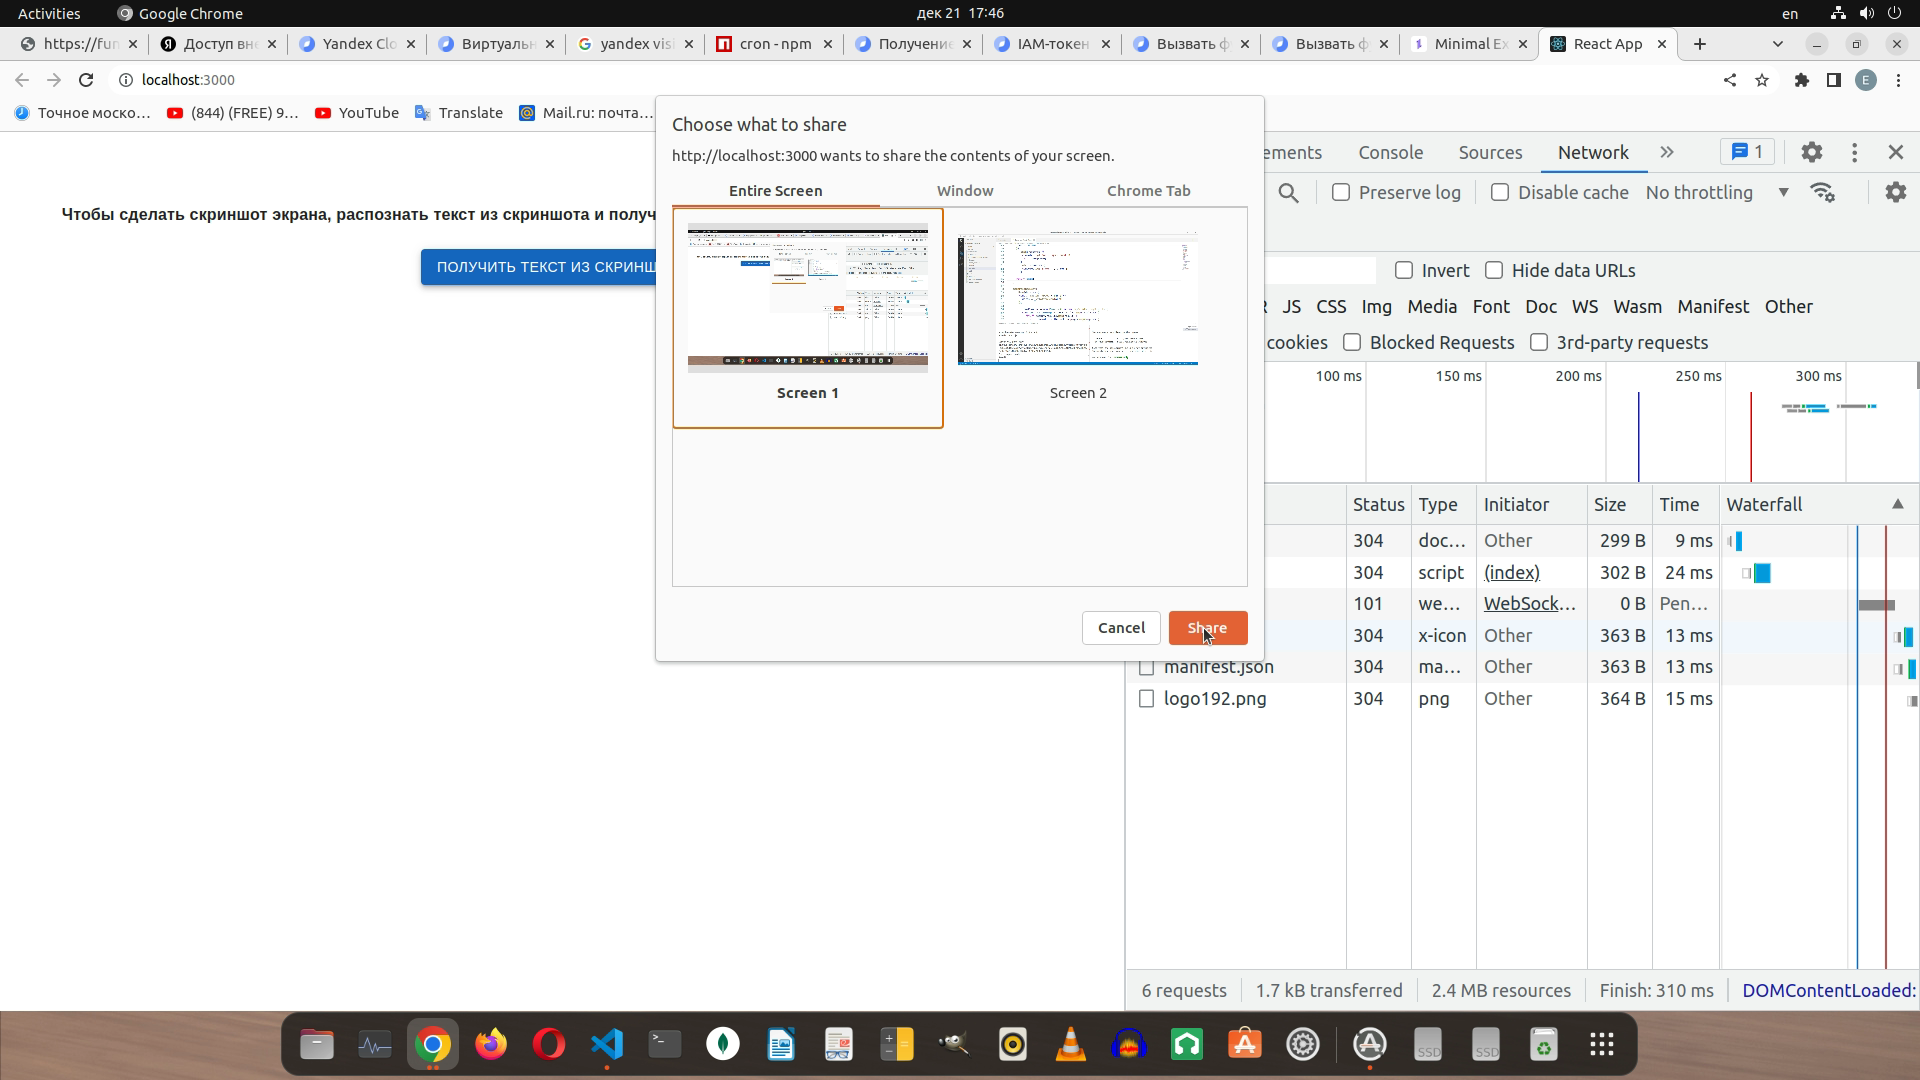 Activities
Google Chrome
дек 21 17:46
en
https://fun
Доступ вне
Yandex Clo
Виртуальн
yandex visi
cron - npm
Получение
IAM-токен
Вызвать ф
Вызвать ф
Minimal Ex
React App
localhost:3000
E
Точное моско...
(844) (FREE) 9...
YouTube
Translate
Mail.ru: почта...
Choose what to share
http://localhost:3000 wants to share the contents of your screen.
Entire Screen
Window
Chrome Tab
Screen 1
Screen 2
Cancel
Share
Чтобы сделать скриншот экрана, распознать текст из скриншота и получ
ПОЛУЧИТЬ ТЕКСТ ИЗ СКРИНШ
ements
Console
Sources
Network
1
Preserve log
Disable cache
No throttling
Invert
Hide data URLs
JS
CSS
Img
Media
Font
Doc
WS
Wasm
Manifest
Other
cookies
Blocked Requests
3rd-party requests
100 ms
150 ms
200 ms
250 ms
300 ms
Status Type Initiator Size Time Waterfall
304 doc... Other 299 B 9 ms
304 script (index) 302 B 24 ms
101 we... WebSock... 0 B Pen...
304 x-icon Other 363 B 13 ms
manifest.json 304 ma... Other 363 B 13 ms
logo192.png 304 png Other 364 B 15 ms
6 requests
1.7 kB transferred
2.4 MB resources
Finish: 310 ms
DOMContentLoaded:
SSD
SSD